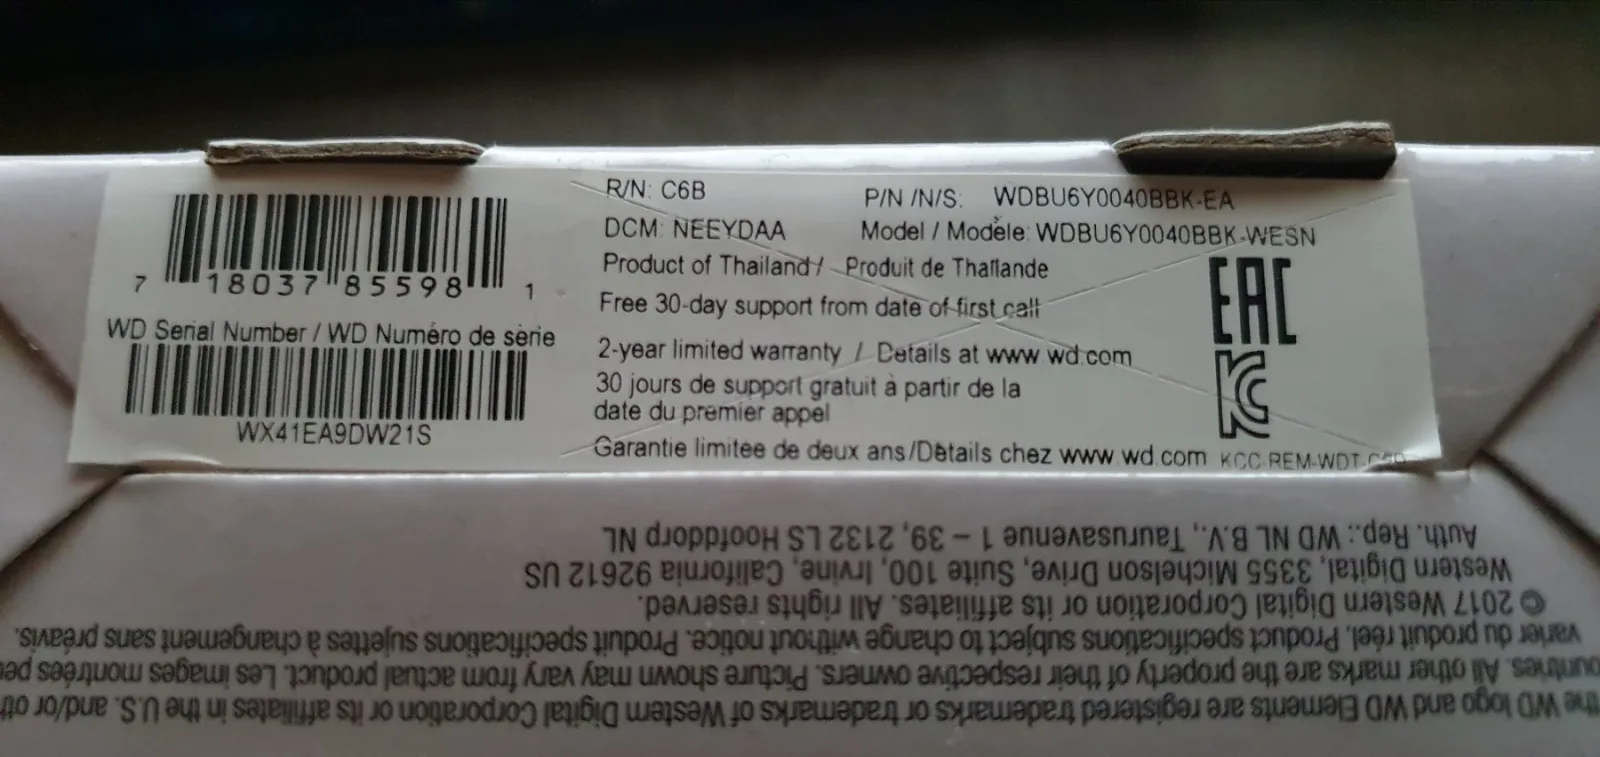 7 18037 85598 1
WD Serial Number / WD Numéro de série
WX41EA9DW21S
R/N: C6B
DCM: NEEYDAA
Product of Thailand / Produit de Thaïlande
Free 30-day support from date of first call
2-year limited warranty / Details at www wd.com
30 jours de support gratuit à partir de la
date du premier appel
Garantie limitee de deux ans/Dètails chez www.wd.com
P/N /N/S: WDBU6Y0040BBK-EA
Model / Modèle: WDBU6Y0040BBK-WESN
EAC
KC
KCC-REM-WDT-
the WD logo and WD Elements are registered trademarks or trademarks of Western Digital Corporation or its affiliates in the U.S. and/or
countries. All other marks are the property of their respective owners. Picture shown may vary from actual product. Les images montrées
varier du produit réel. Product specifications subject to change without notice. Produit specifications sujettes à changement sans préavis.
© 2017 Western Digital Corporation or its affiliates. All rights reserved.
Western Digital, 3355 Michelson Drive, Suite 100, Irvine, California 92612 US
Auth. Rep.: WD NL B.V., Taurusavenue 1 – 39, 2132 LS Hoofddorp NL